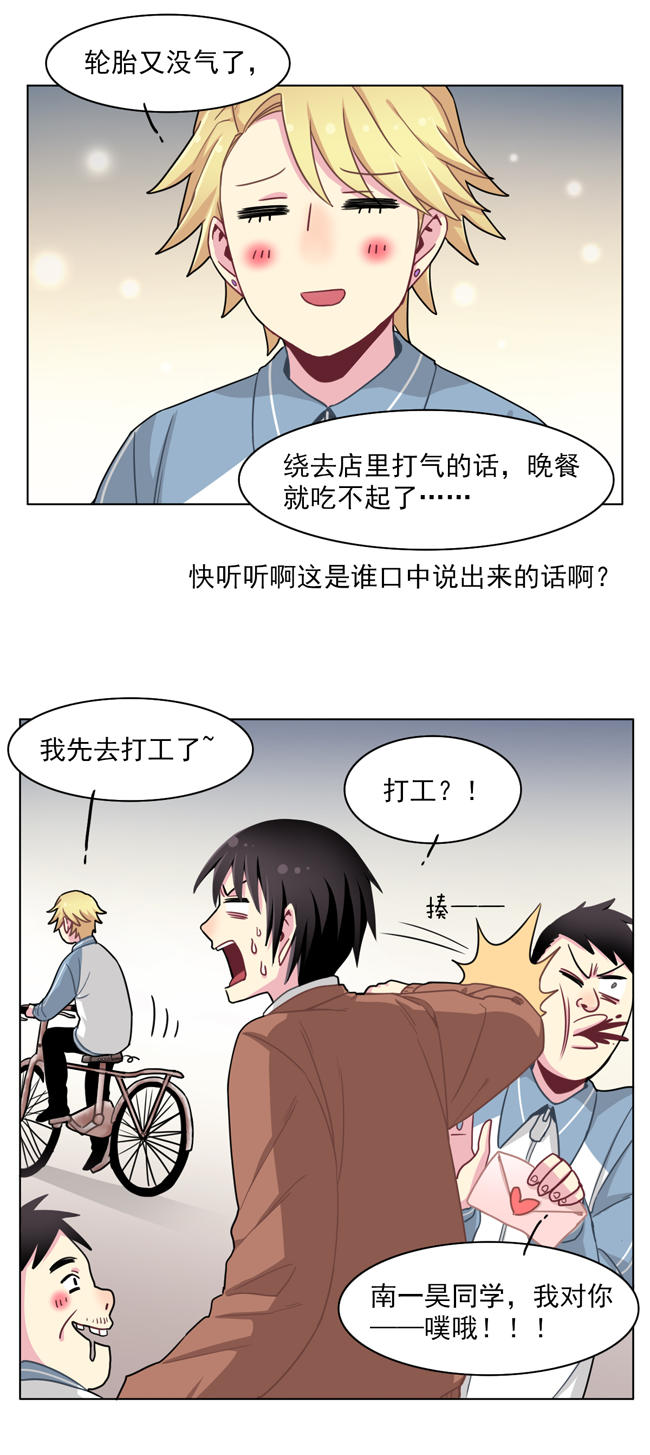 轮胎又没气了，
绕去店里打气的话，晚餐
就吃不起了……
快听听啊这是谁口中说出来的话啊？
我先去打工了~
打工？！
揍——
南一昊同学，我对你
——噗哦！！！